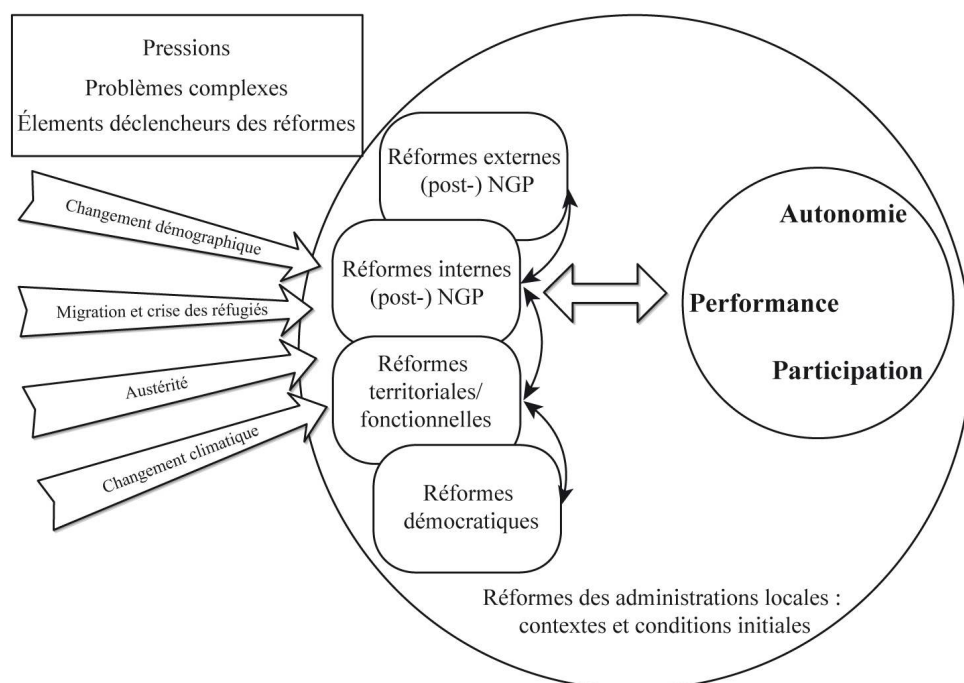 Pressions
Problèmes complexes
Élements déclencheurs des réformes
Changement démographique
Migration et crise des réfugiés
Austérité
Changement climatique
Réformes externes
(post-) NGP
Réformes internes
(post-) NGP
Réformes
territoriales/
fonctionnelles
Réformes
démocratiques
Autonomie
Performance
Participation
Réformes des administrations locales :
contextes et conditions initiales